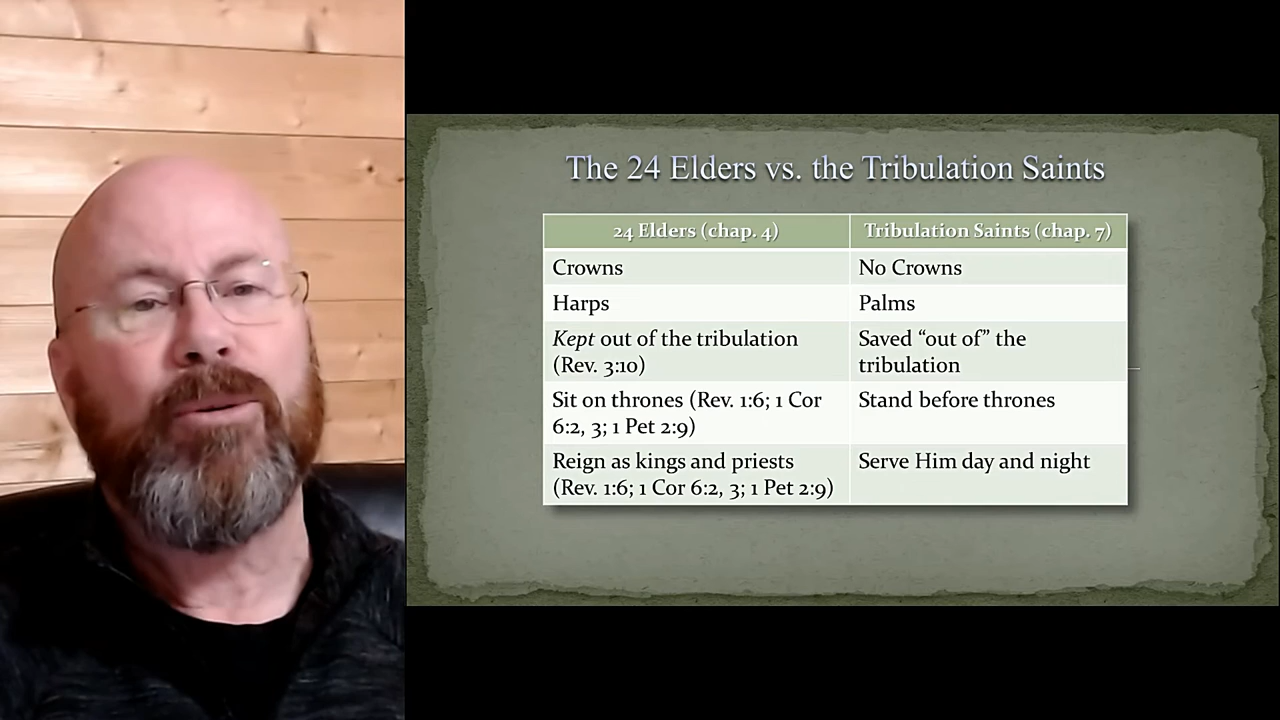 The 24 Elders vs. the Tribulation Saints
24 Elders (chap. 4)
Tribulation Saints (chap. 7)
Crowns
No Crowns
Harps
Palms
Kept out of the tribulation
(Rev. 3:10)
Saved “out of” the
tribulation
Sit on thrones (Rev. 1:6; 1 Cor
6:2, 3; 1 Pet 2:9)
Stand before thrones
Reign as kings and priests
(Rev. 1:6; 1 Cor 6:2, 3; 1 Pet 2:9)
Serve Him day and night